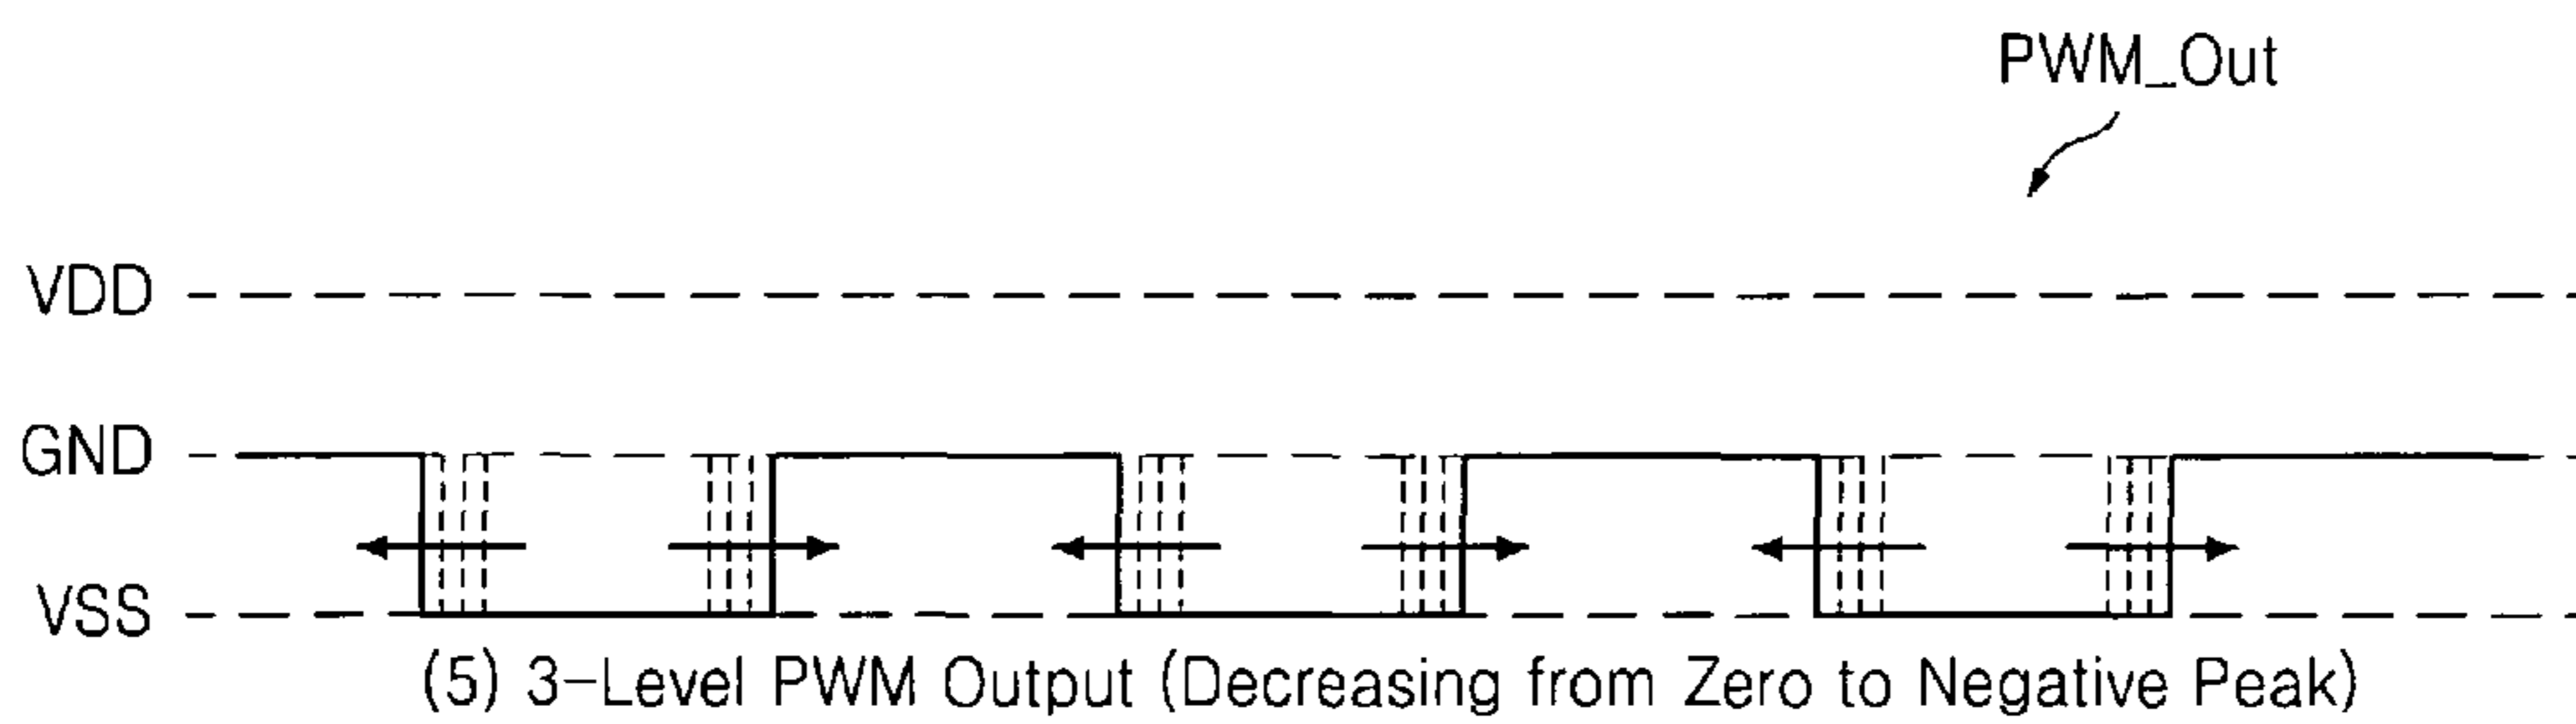 PWM_Out
VDD
GND
VSS
(5) 3-Level PWM Output (Decreasing from Zero to Negative Peak)